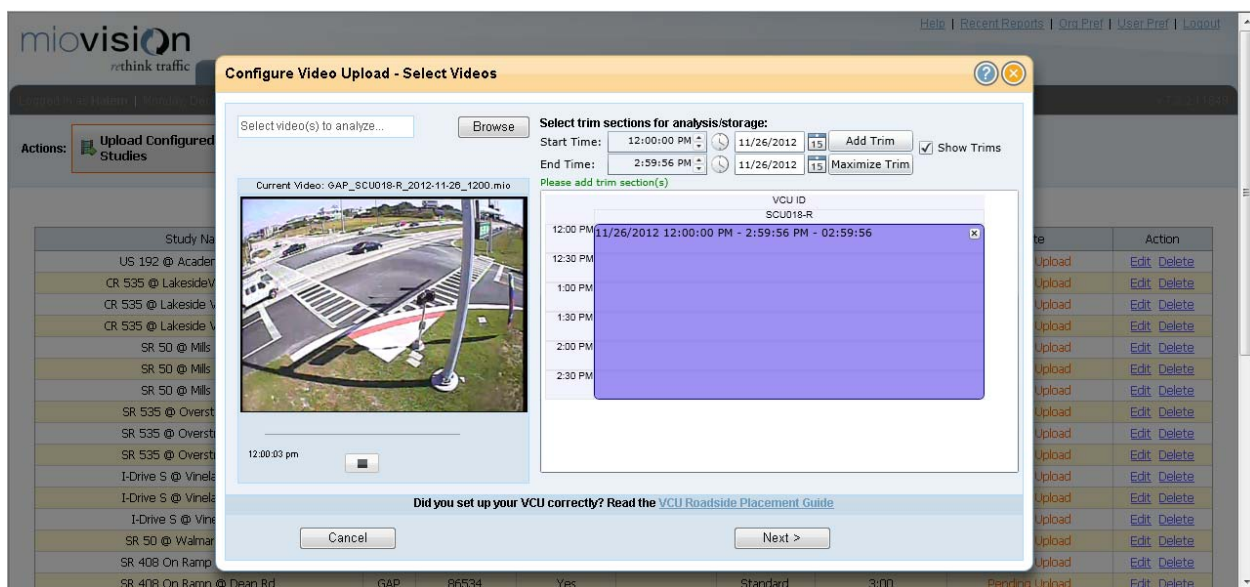 Help | Recent Reports | Org Pref | User Pref | Logout
miovision
rethink traffic
Configure Video Upload - Select Videos
Actions:
Upload Configured
Studies
Select video(s) to analyze...
Browse
Select trim sections for analysis/storage:
Start Time: 12:00:00 PM 11/26/2012 15 Add Trim
Show Trims
End Time: 2:59:56 PM 11/26/2012 15 Maximize Trim
Please add trim section(s)
Current Video: GAP_SCU018-R_2012-11-26_1200.mio
VCU ID
SCU018-R
12:00 PM 11/26/2012 12:00:00 PM - 2:59:56 PM - 02:59:56
12:30 PM
1:00 PM
1:30 PM
2:00 PM
2:30 PM
12:00:03 pm
Did you set up your VCU correctly? Read the VCU Roadside Placement Guide
Cancel
Next >
Study Na te Action
US 192 @ Acader Upload Edit Delete
CR 535 @ LakesideV Upload Edit Delete
CR 535 @ Lakeside V Upload Edit Delete
CR 535 @ Lakeside V Upload Edit Delete
SR 50 @ Mills Upload Edit Delete
SR 50 @ Mills Upload Edit Delete
SR 50 @ Mills Upload Edit Delete
SR 535 @ Overst Upload Edit Delete
SR 535 @ Overstr Upload Edit Delete
SR 535 @ Overstr Upload Edit Delete
I-Drive S @ Vinela Upload Edit Delete
I-Drive S @ Vinela Upload Edit Delete
I-Drive S @ Vine Upload Edit Delete
SR 50 @ Walmar Upload Edit Delete
SR 408 On Ramp Upload Edit Delete
SR 408 On Ramp @ Dean Rd GAP 86534 Yes Standard 3:00 Pending Upload Edit Delete